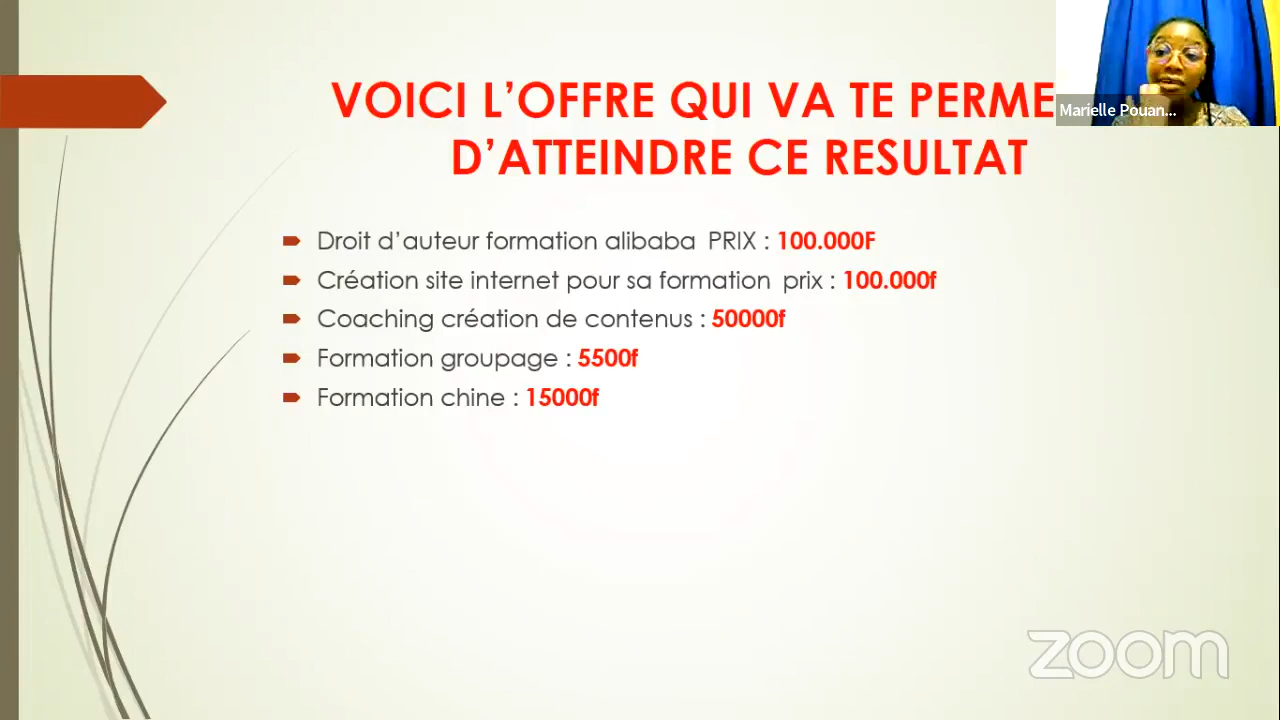 VOICI L’OFFRE QUI VA TE PERME
D’ATTEINDRE CE RESULTAT
Marielle Pouan...
Droit d’auteur formation alibaba PRIX : 100.000F
Création site internet pour sa formation prix : 100.000f
Coaching création de contenus : 50000f
Formation groupage : 5500f
Formation chine : 15000f
zoom